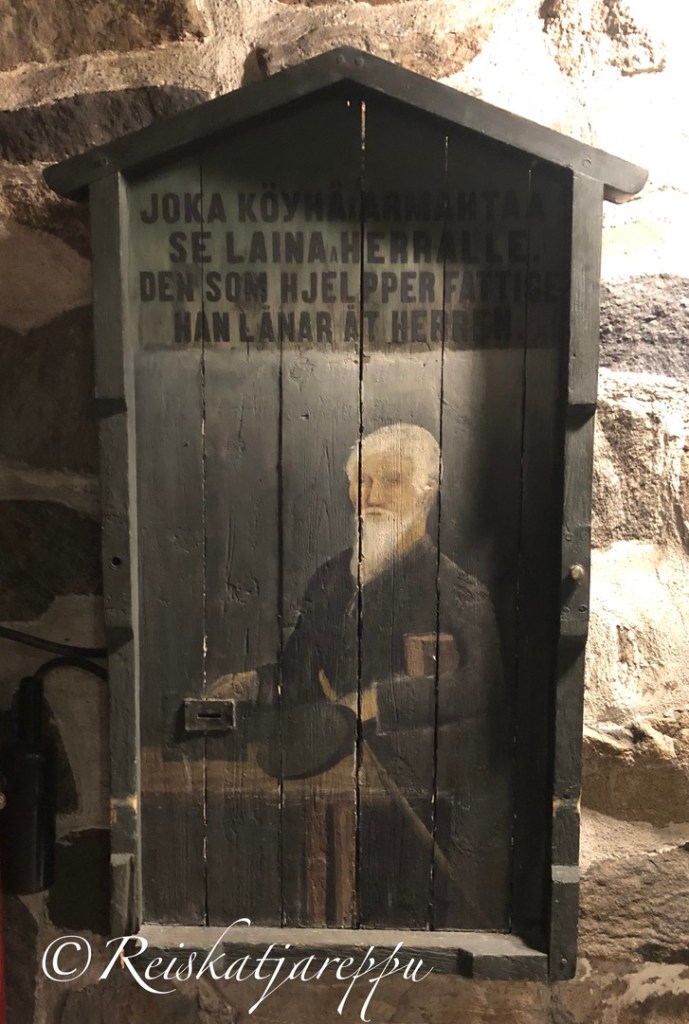 JOKA KÖYHÄÄ ARMAHTAA
SE LAINAA HERRALLE.
DEN SOM HJELPPER FATTIGE
HAN LÅNAR ÅT HERREN.
© Reiskatjareppu